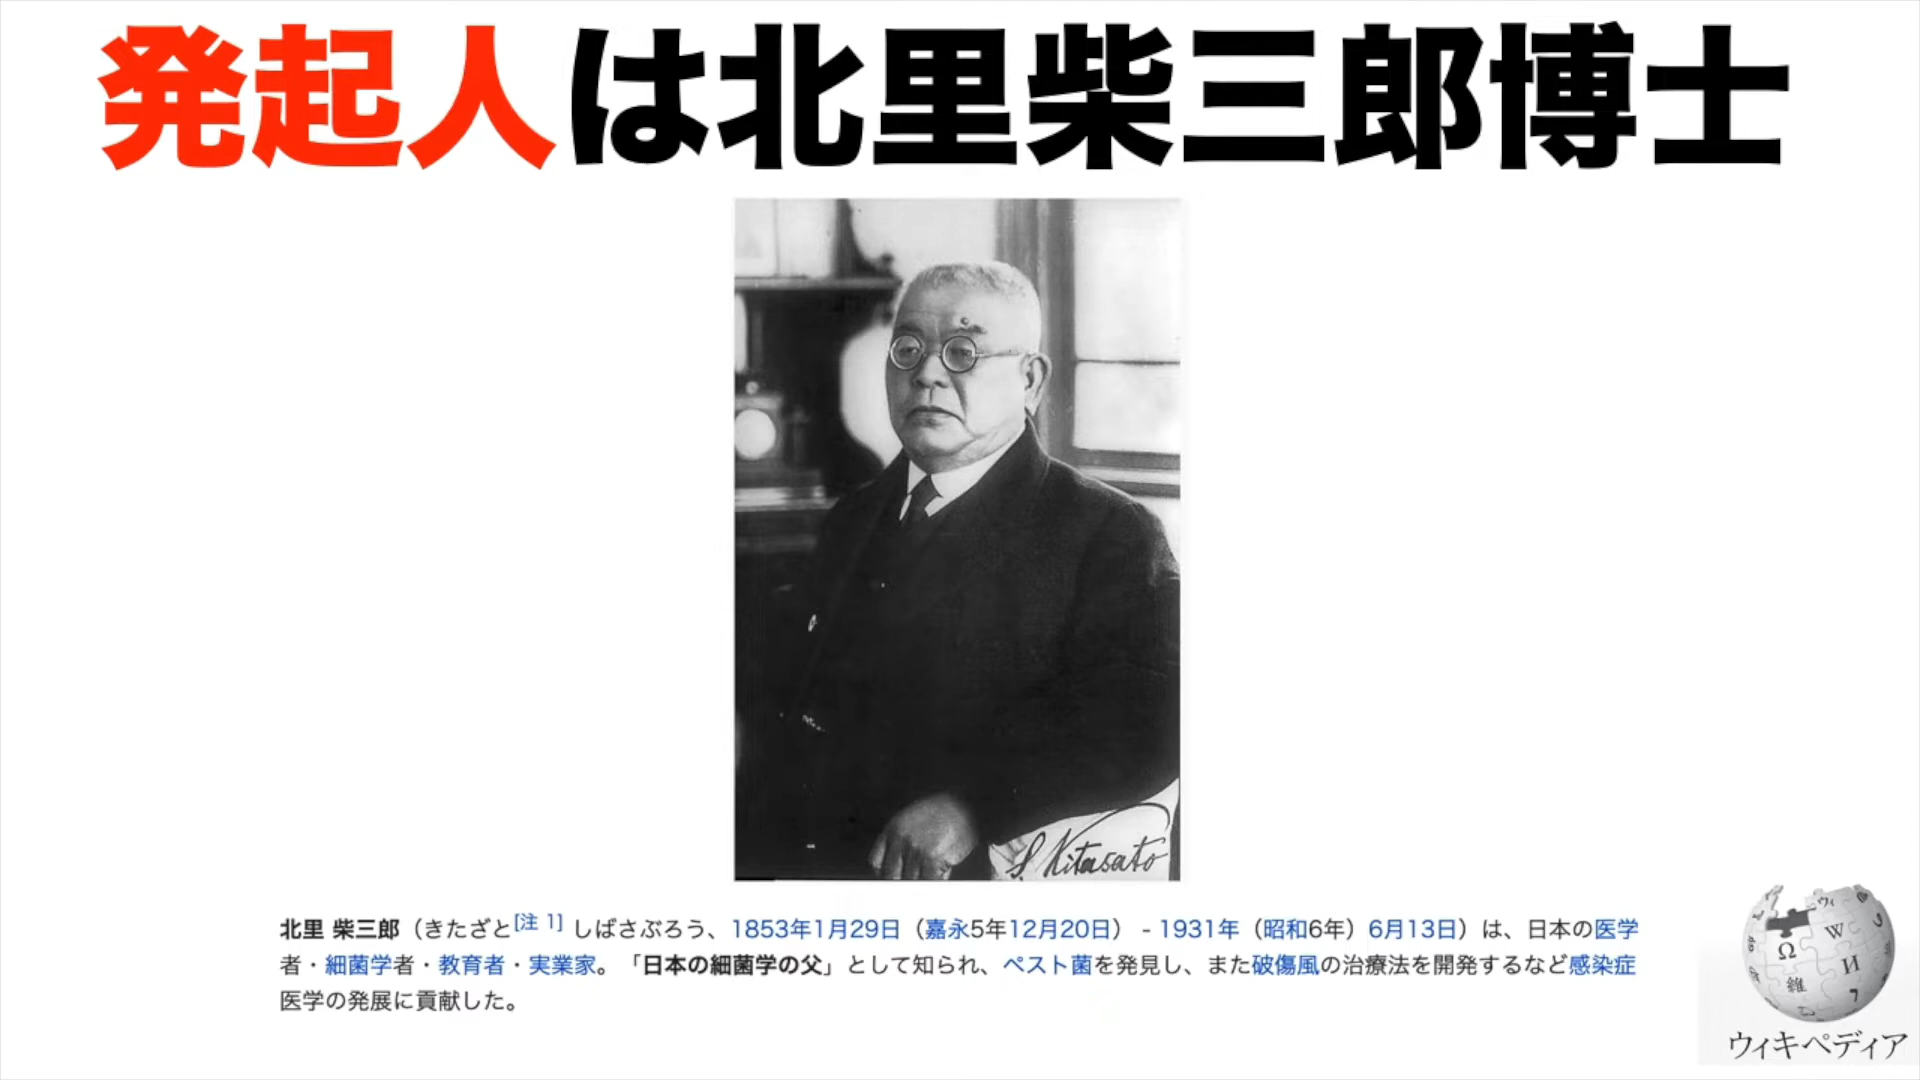 発起人は北里柴三郎博士
S. Kitasato
北里 柴三郎（きたざと[注 1] しばさぶろう、1853年1月29日（嘉永5年12月20日） - 1931年（昭和6年）6月13日）は、日本の医学
者・細菌学者・教育者・実業家。「日本の細菌学の父」として知られ、ペスト菌を発見し、また破傷風の治療法を開発するなど感染症
医学の発展に貢献した。
Ω W И 維 ウィ 7
ウィキペディア